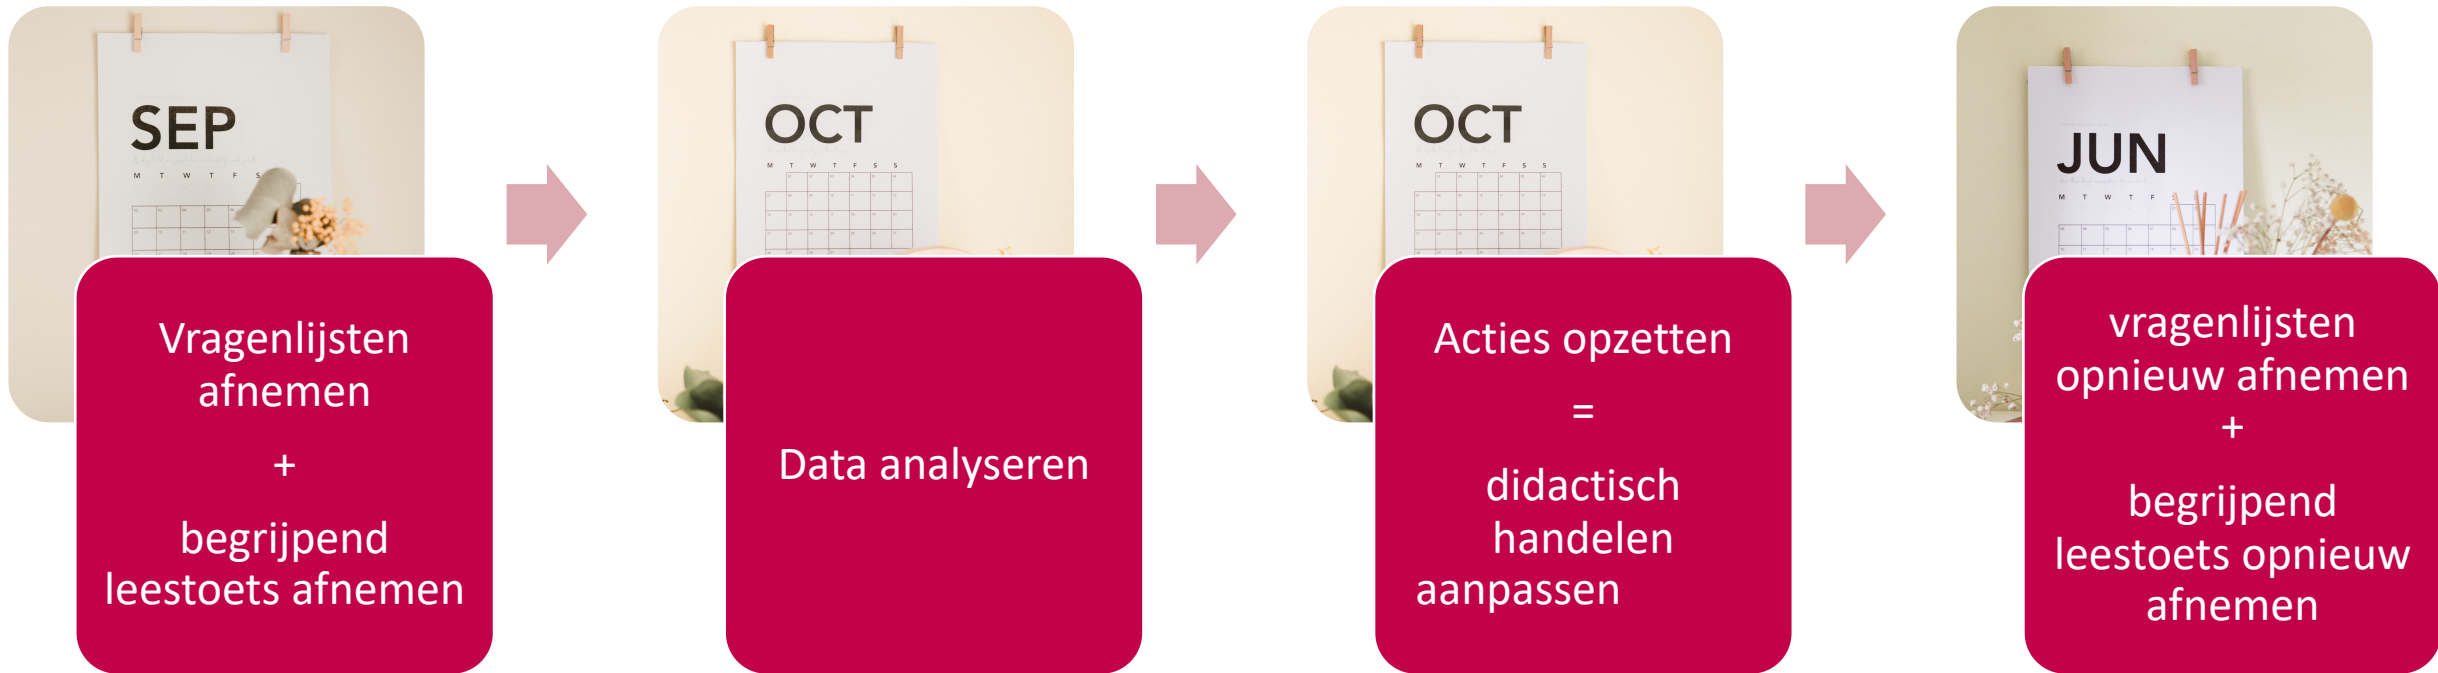 SEP
M T W T F S
Vragenlijsten
afnemen
+
begrijpend
leestoets afnemen
OCT
M T W T F S S
Data analyseren
OCT
M T W T F S S
Acties opzetten
=
didactisch
handelen
aanpassen
JUN
M T W T F
vragenlijsten
opnieuw afnemen
+
begrijpend
leestoets opnieuw
afnemen